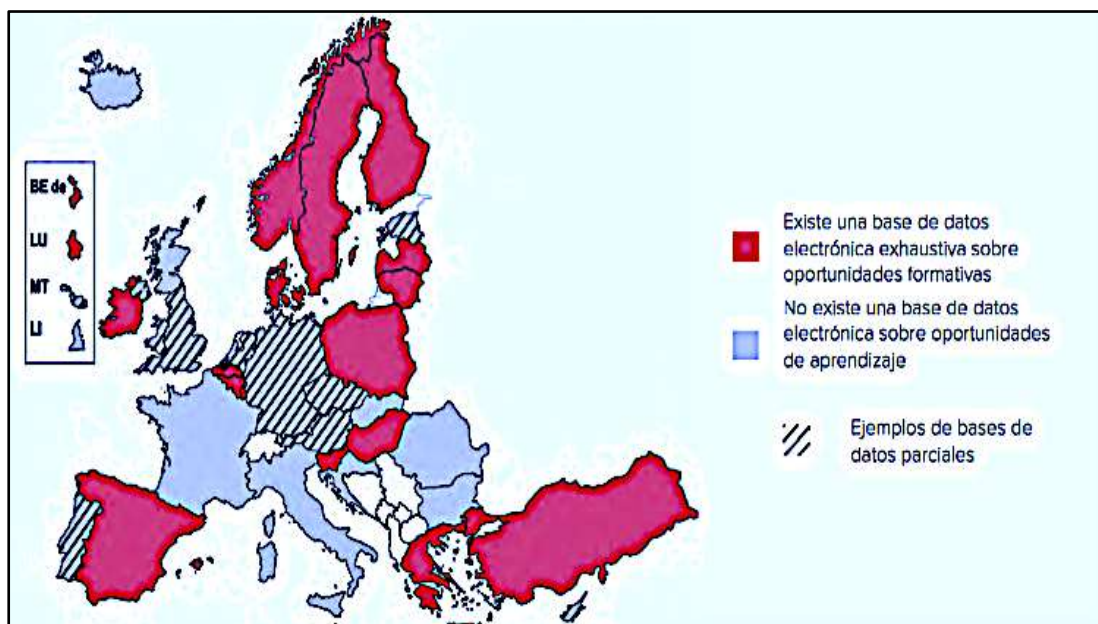 BE de
LU
MT
LI
Existe una base de datos
electrónica exhaustiva sobre
oportunidades formativas
No existe una base de datos
electrónica sobre oportunidades
de aprendizaje
Ejemplos de bases de
datos parciales